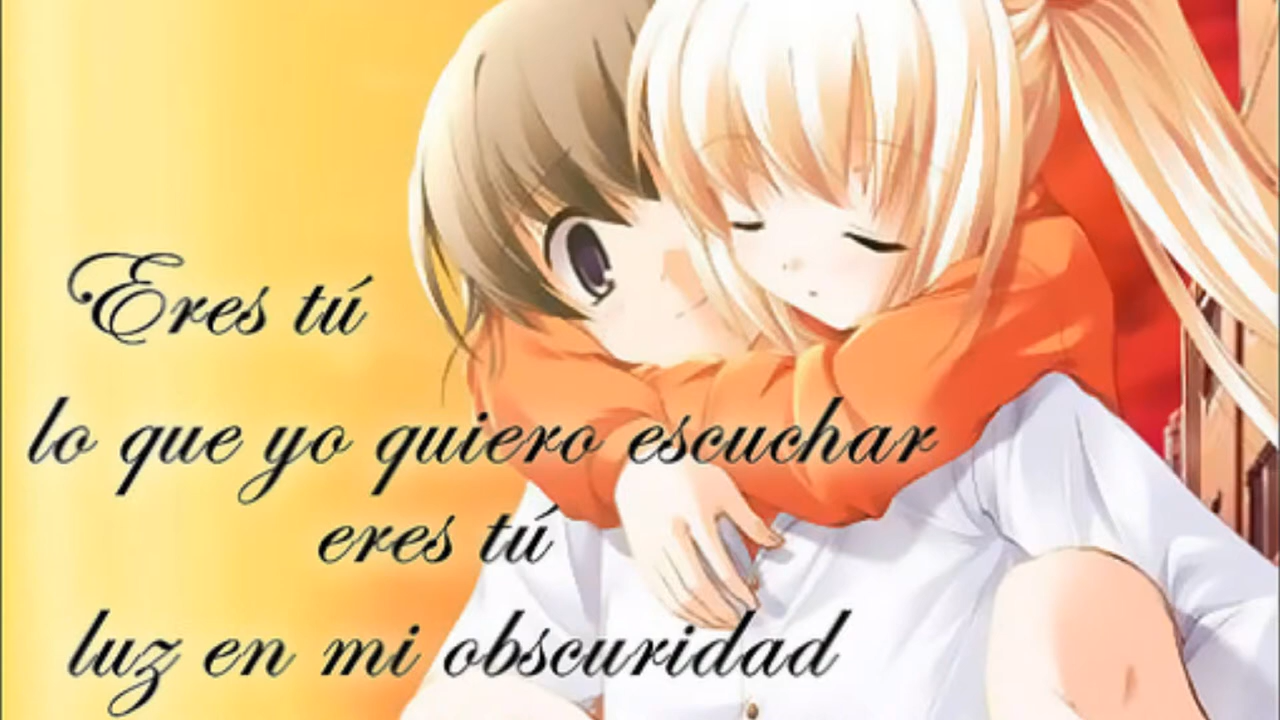 Eres tú
lo que yo quiero escuchar
eres tú
luz en mi obscuridad